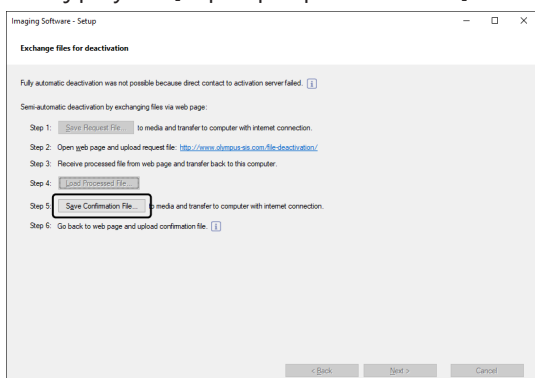 Imaging Software - Setup
Exchange files for deactivation
Fully automatic deactivation was not possible because direct contact to activation server failed. i
Semi-automatic deactivation by exchanging files via web page:
Step 1: Save Request File... to media and transfer to computer with internet connection.
Step 2: Open web page and upload request file: http://www.olympus-sis.com/file-deactivation/
Step 3: Receive processed file from web page and transfer back to this computer.
Step 4: Load Processed File...
Step 5: Save Confirmation File... to media and transfer to computer with internet connection.
Step 6: Go back to web page and upload confirmation file. i
< Back Next > Cancel